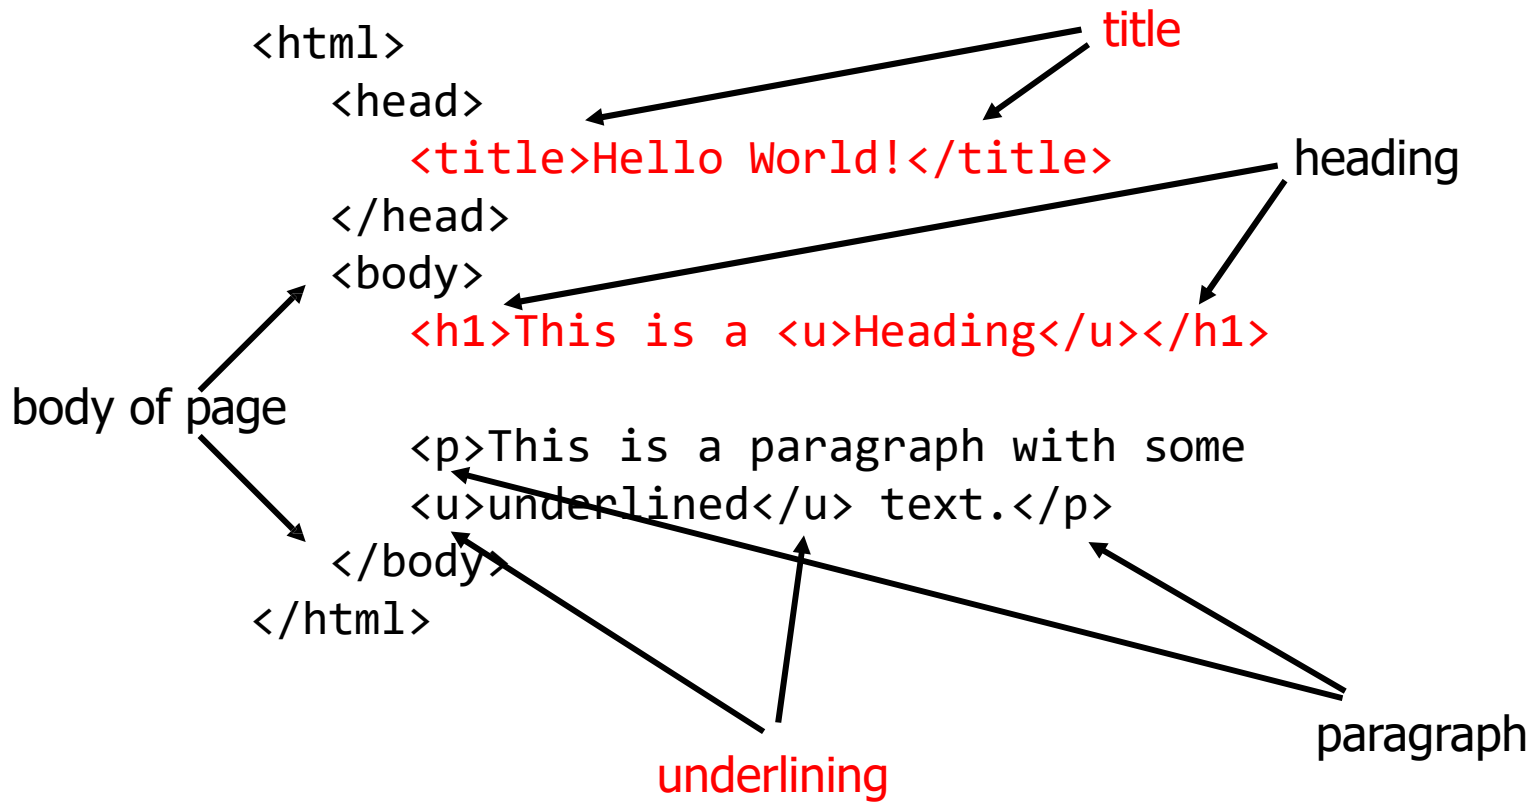 title
<html>
<head>
<title>Hello World!</title>
heading
</head>
<body>
<h1>This is a <u>Heading</u></h1>
body of page
<p>This is a paragraph with some
<u>underlined</u> text.</p>
</body>
</html>
paragraph
underlining